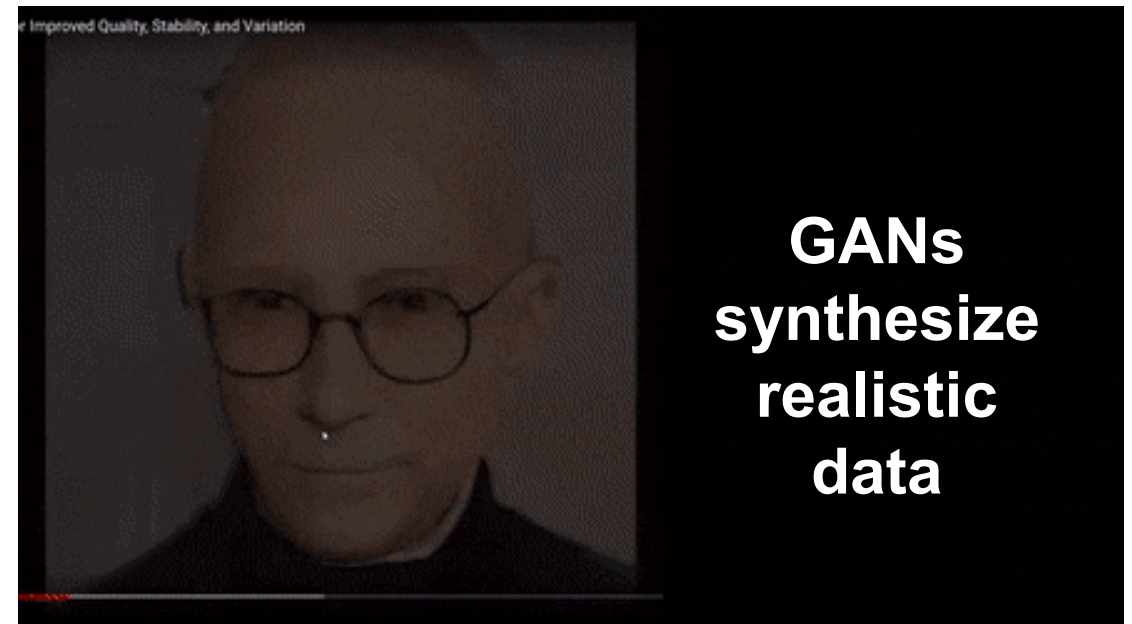 r Improved Quality, Stability, and Variation
GANs
synthesize
realistic
data